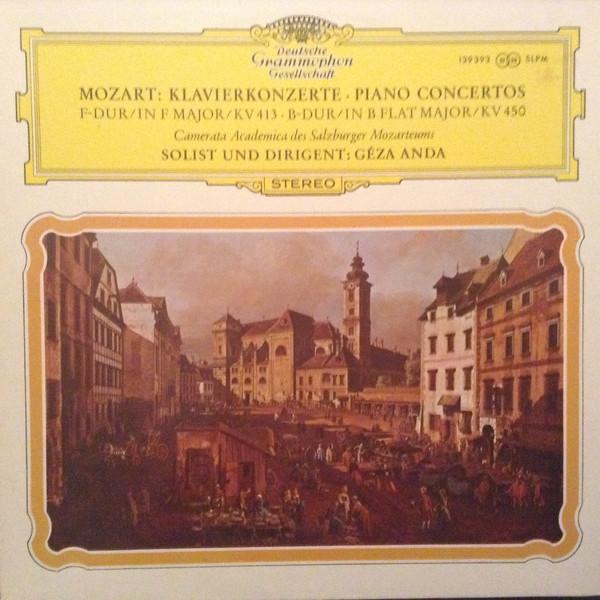 Deutsche
Grammophon
Gesellschaft
139 393 SLPM
MOZART: KLAVIERKONZERTE · PIANO CONCERTOS
F-DUR/IN F MAJOR/KV 413 · B-DUR/IN B FLAT MAJOR/KV 450
Camerata Academica des Salzburger Mozarteums
SOLIST UND DIRIGENT: GÉZA ANDA
STEREO